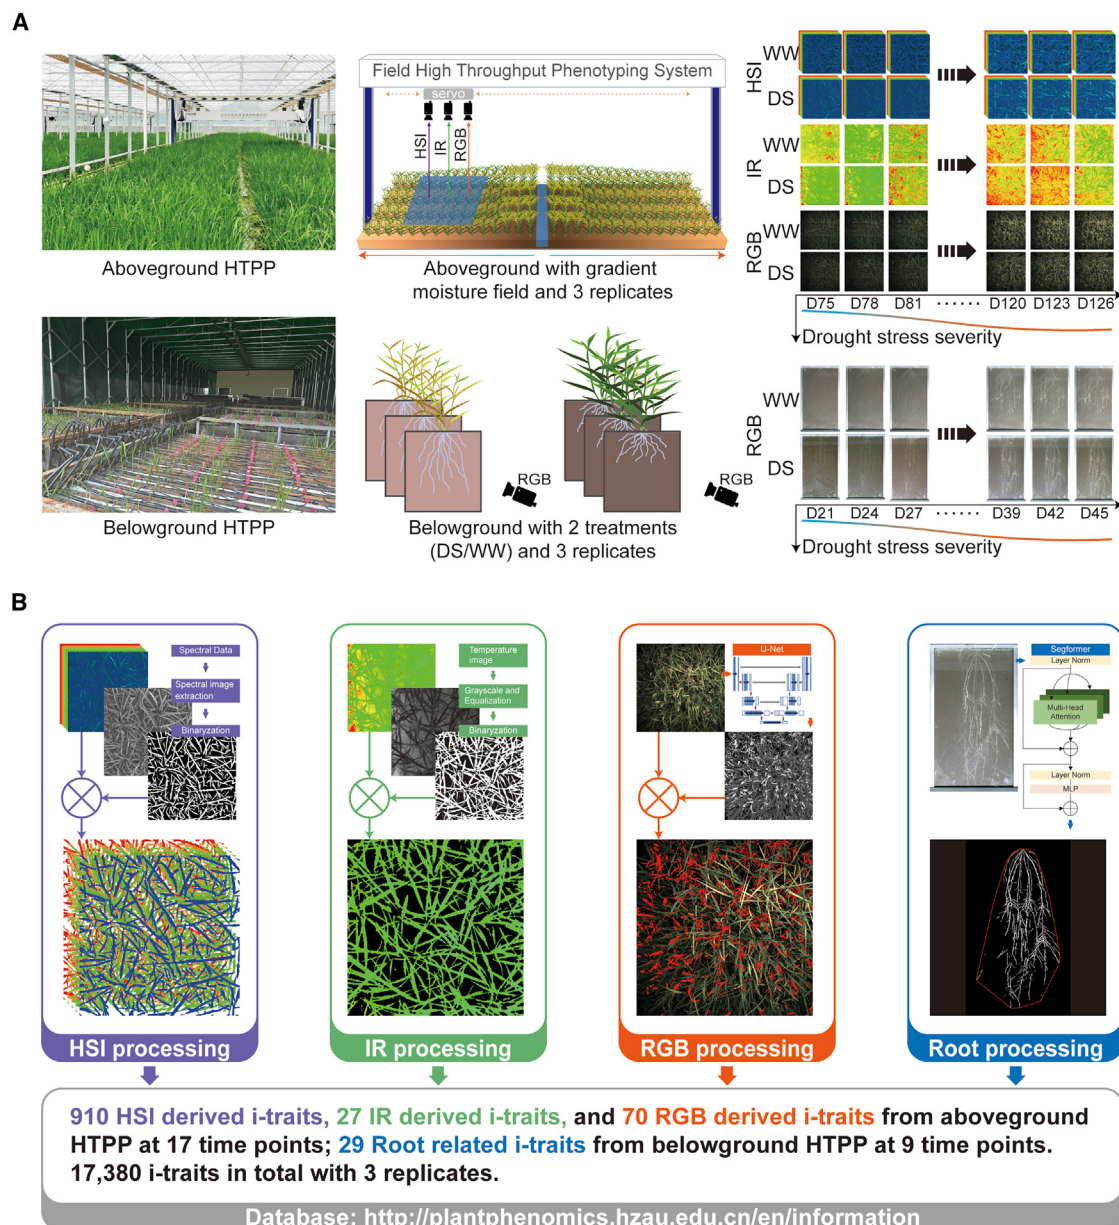 A
Aboveground HTPP
Field High Throughput Phenotyping System
servo
HSI
IR
RGB
Aboveground with gradient
moisture field and 3 replicates
HSI
WW
DS
IR
WW
DS
RGB
WW
DS
D75 D78 D81 ······ D120 D123 D126
Drought stress severity
Belowground HTPP
RGB
RGB
Belowground with 2 treatments
(DS/WW) and 3 replicates
RGB
WW
DS
D21 D24 D27 ······ D39 D42 D45
Drought stress severity
B
Spectral Data
Spectral image
extraction
Binaryzation
HSI processing
Temperature
image
Grayscale and
Equalization
Binaryzation
IR processing
U-Net
RGB processing
Segformer
Layer Norm
Multi-Head
Attention
Layer Norm
MLP
Root processing
910 HSI derived i-traits, 27 IR derived i-traits, and 70 RGB derived i-traits from aboveground
HTPP at 17 time points; 29 Root related i-traits from belowground HTPP at 9 time points.
17,380 i-traits in total with 3 replicates.
Database: http://plantphenomics.hzau.edu.cn/en/information